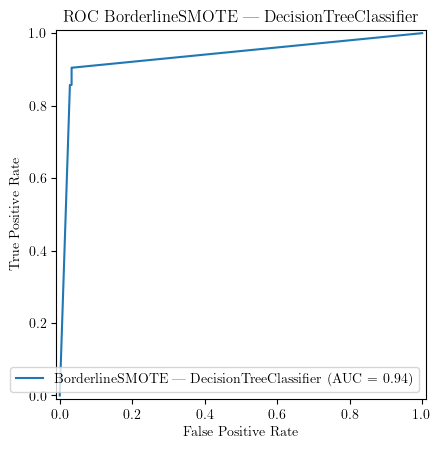 ROC BorderlineSMOTE — DecisionTreeClassifier
1.0
0.8
0.6
0.4
0.2
0.0
True Positive Rate
BorderlineSMOTE — DecisionTreeClassifier (AUC = 0.94)
0.0 0.2 0.4 0.6 0.8 1.0
False Positive Rate